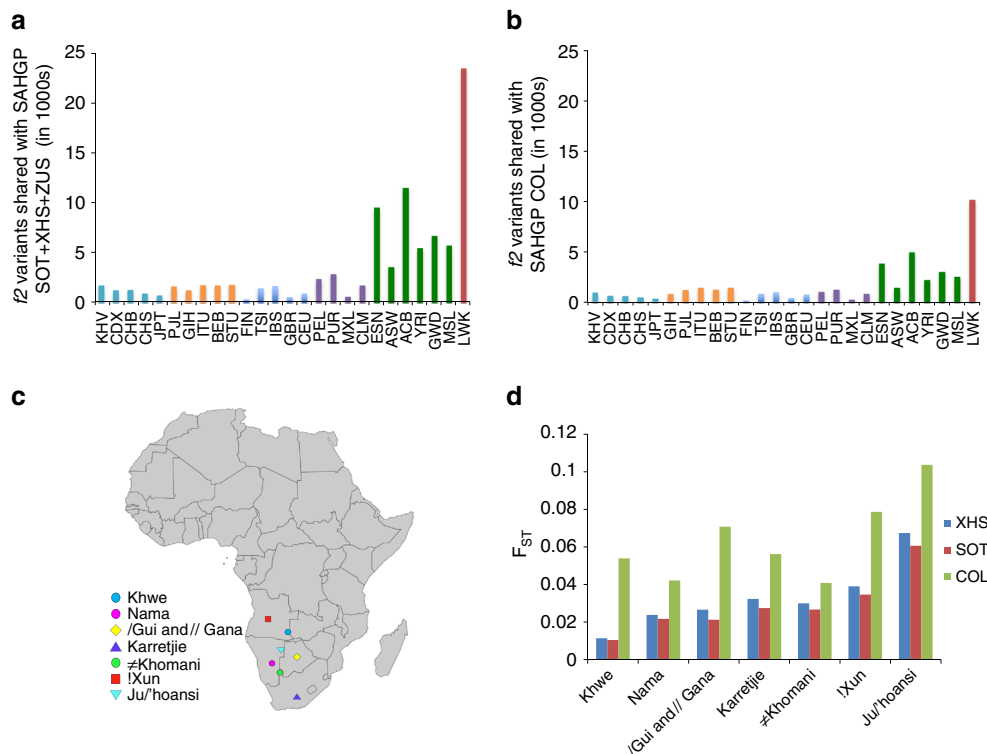 a
f2 variants shared with SAHGP
SOT+XHS+ZUS (in 1000s)
25
20
15
10
5
0
KHV
CDX
CHB
CHS
JPT
PJL
GIH
ITU
BEB
STU
FIN
TSI
IBS
GBR
CEU
PEL
PUR
MXL
CLM
ESN
ASW
ACB
YRI
GWD
MSL
LWK
b
f2 variants shared with
SAHGP COL (in 1000s)
25
20
15
10
5
0
KHV
CDX
CHB
CHS
JPT
GIH
PJL
ITU
BEB
STU
FIN
TSI
IBS
GBR
CEU
PEL
PUR
MXL
CLM
ESN
ASW
ACB
YRI
GWD
MSL
LWK
c
Khwe
Nama
/Gui and// Gana
Karretjie
≠Khomani
!Xun
Ju/'hoansi
d
FST
0.12
0.1
0.08
0.06
0.04
0.02
0
Khwe
Nama
/Gui and// Gana
Karretjie
≠Khomani
!Xun
Ju/'hoansi
XHS
SOT
COL